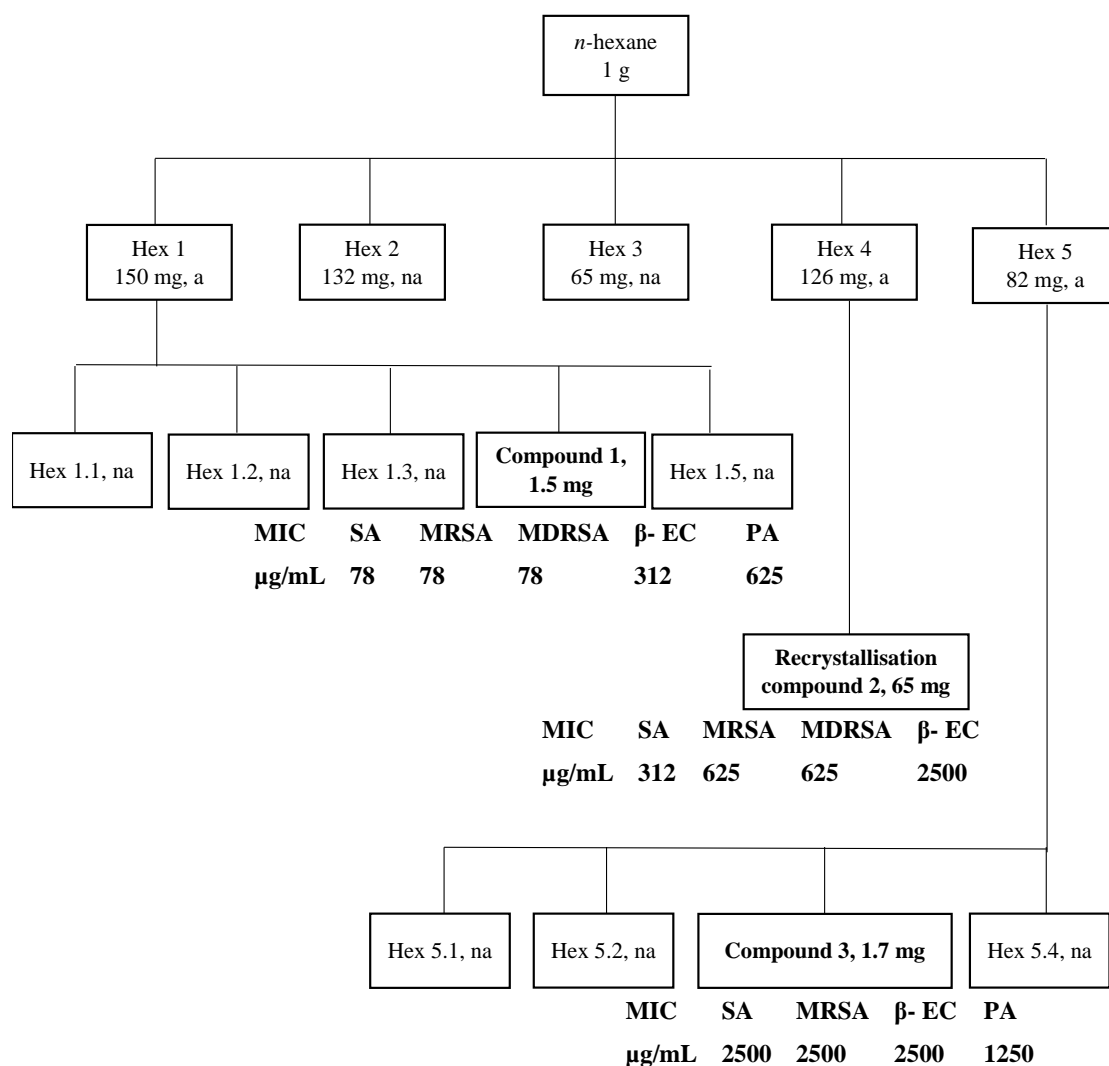 n-hexane
1 g
Hex 1
150 mg, a
Hex 2
132 mg, na
Hex 3
65 mg, na
Hex 4
126 mg, a
Hex 5
82 mg, a
Hex 1.1, na
Hex 1.2, na
Hex 1.3, na
Compound 1,
1.5 mg
Hex 1.5, na
MIC SA MRSA MDRSA β- EC PA
µg/mL 78 78 78 312 625
Recrystallisation
compound 2, 65 mg
MIC SA MRSA MDRSA β- EC
µg/mL 312 625 625 2500
Hex 5.1, na
Hex 5.2, na
Compound 3, 1.7 mg
Hex 5.4, na
MIC SA MRSA β- EC PA
µg/mL 2500 2500 2500 1250